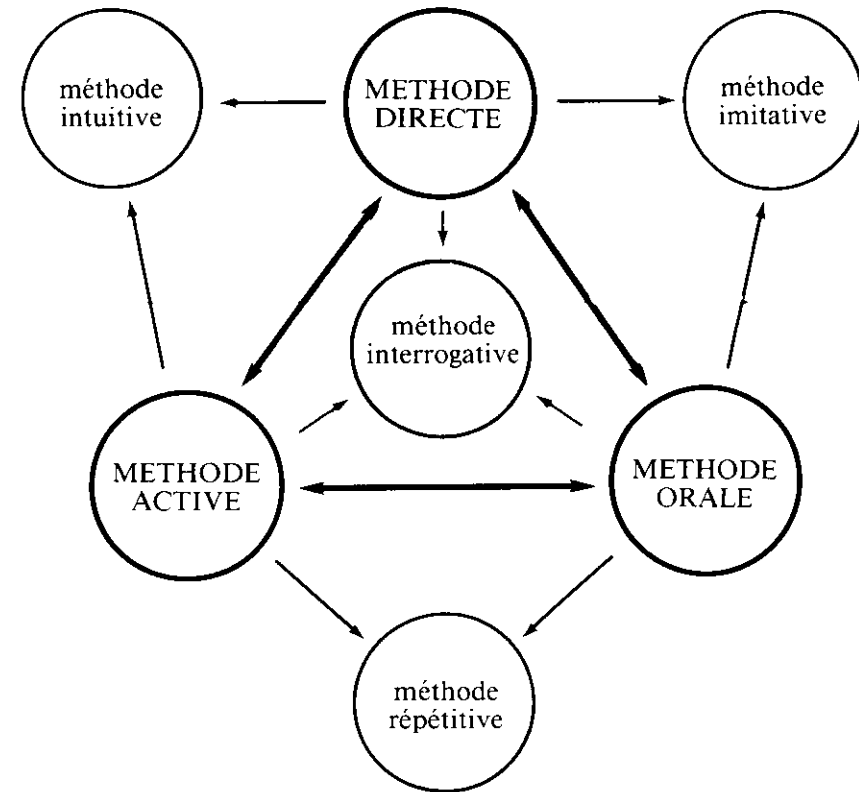 méthode
intuitive
METHODE
DIRECTE
méthode
imitative
méthode
interrogative
METHODE
ACTIVE
METHODE
ORALE
méthode
répétitive